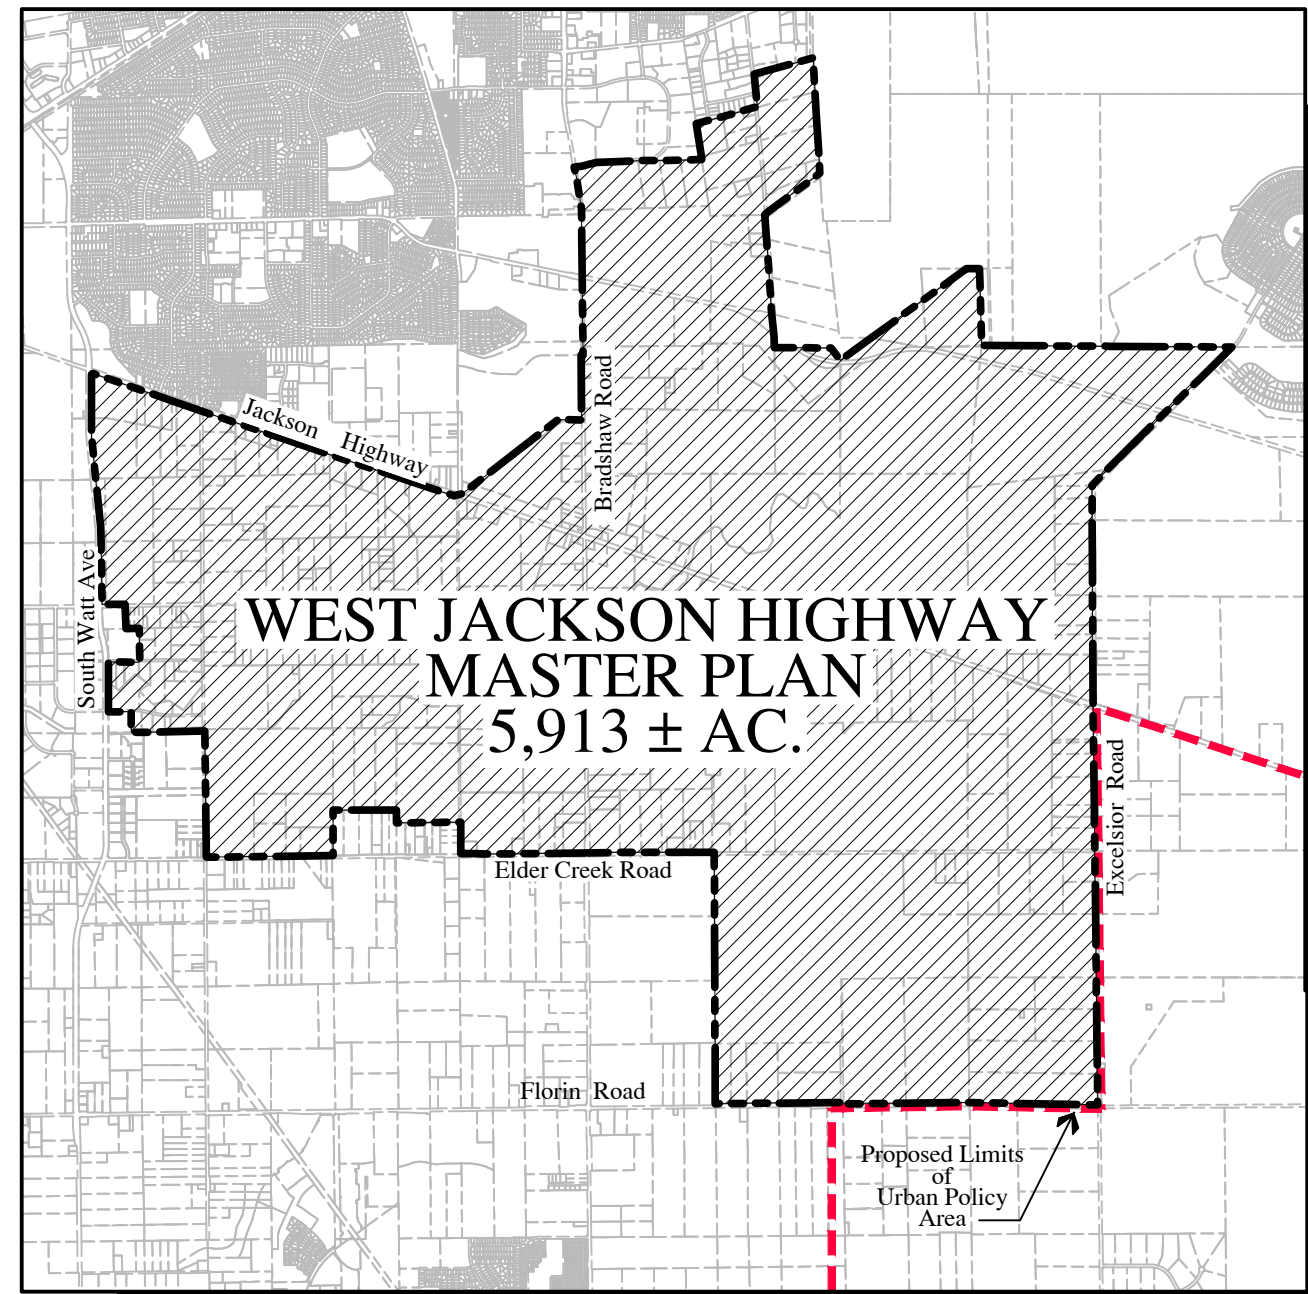 Jackson Highway
Bradshaw Road
South Watt Ave
WEST JACKSON HIGHWAY
MASTER PLAN
5,913 ± AC.
Excelsior Road
Elder Creek Road
Florin Road
Proposed Limits
of
Urban Policy
Area